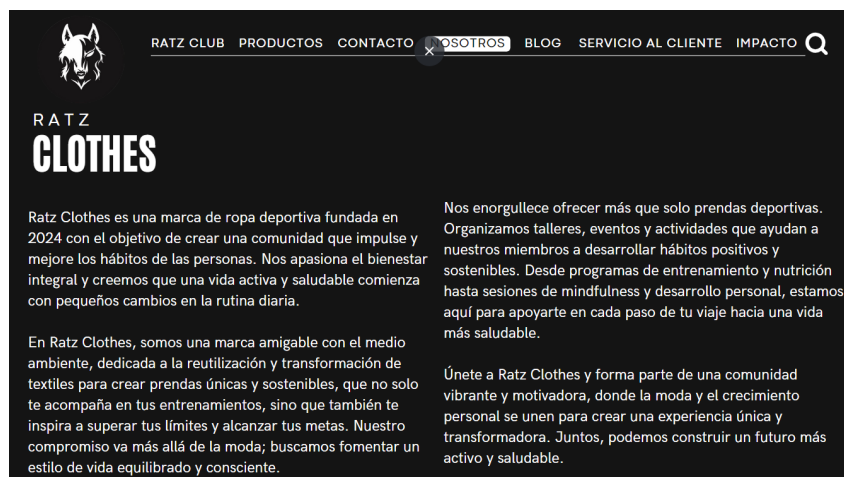 RATZ CLUB PRODUCTOS CONTACTO NOSOTROS BLOG SERVICIO AL CLIENTE IMPACTO
RATZ
CLOTHES
Ratz Clothes es una marca de ropa deportiva fundada en
2024 con el objetivo de crear una comunidad que impulse y
mejore los hábitos de las personas. Nos apasiona el bienestar
integral y creemos que una vida activa y saludable comienza
con pequeños cambios en la rutina diaria.
En Ratz Clothes, somos una marca amigable con el medio
ambiente, dedicada a la reutilización y transformación de
textiles para crear prendas únicas y sostenibles, que no solo
te acompaña en tus entrenamientos, sino que también te
inspira a superar tus límites y alcanzar tus metas. Nuestro
compromiso va más allá de la moda; buscamos fomentar un
estilo de vida equilibrado y consciente.
Nos enorgullece ofrecer más que solo prendas deportivas.
Organizamos talleres, eventos y actividades que ayudan a
nuestros miembros a desarrollar hábitos positivos y
sostenibles. Desde programas de entrenamiento y nutrición
hasta sesiones de mindfulness y desarrollo personal, estamos
aquí para apoyarte en cada paso de tu viaje hacia una vida
más saludable.
Únete a Ratz Clothes y forma parte de una comunidad
vibrante y motivadora, donde la moda y el crecimiento
personal se unen para crear una experiencia única y
transformadora. Juntos, podemos construir un futuro más
activo y saludable.